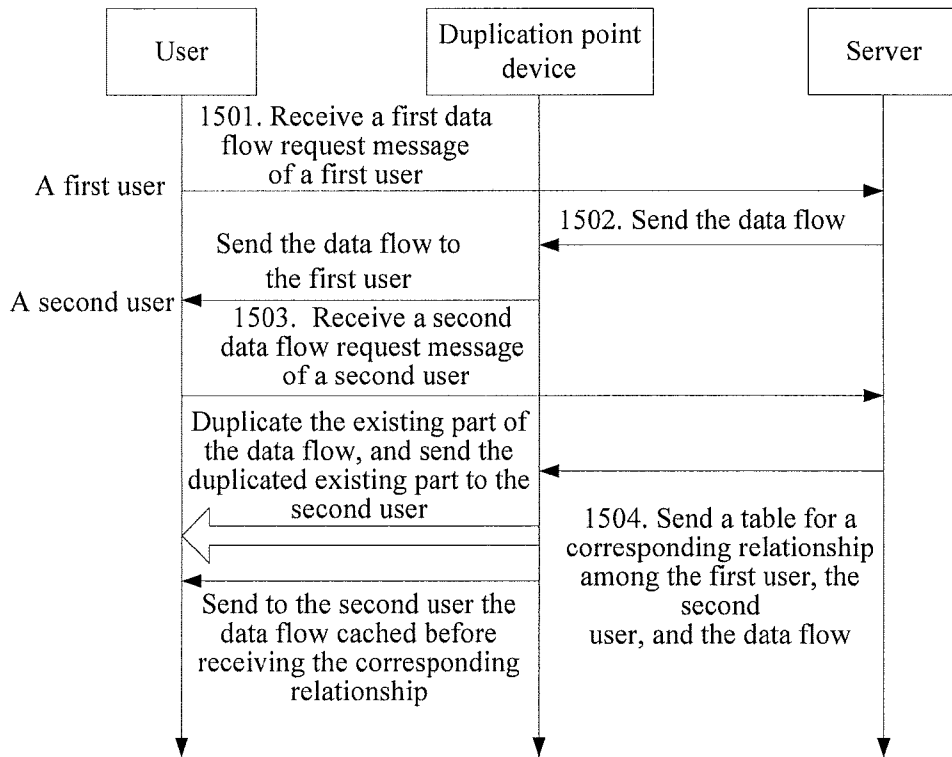 User
Duplication point
device
Server
1501. Receive a first data
flow request message
of a first user
A first user
1502. Send the data flow
Send the data flow to
the first user
A second user
1503. Receive a second
data flow request message
of a second user
Duplicate the existing part of
the data flow, and send the
duplicated existing part to the
second user
1504. Send a table for a
corresponding relationship
among the first user, the
second
user, and the data flow
Send to the second user the
data flow cached before
receiving the corresponding
relationship